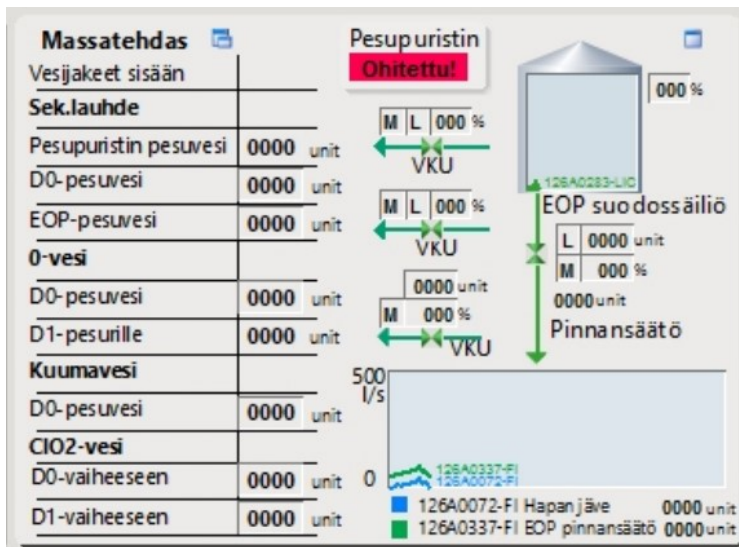 Massatehdas
Vesijakeet sisään
Sek.lauhde
Pesupuristin pesuvesi 0000 unit
D0-pesuvesi 0000 unit
EOP-pesuvesi 0000 unit
0-vesi
D0-pesuvesi 0000 unit
D1-pesurille 0000 unit
Kuumavesi
D0-pesuvesi 0000 unit
ClO2-vesi
D0-vaiheeseen 0000 unit
D1-vaiheeseen 0000 unit
Pesupuristin
Ohitettu!
M L 000 %
VKU
M L 000 %
VKU
0000 unit
M 000 %
VKU
000 %
126A0283-LIC
EOP suodossäiliö
L 0000 unit
M 000 %
0000 unit
Pinnansäätö
500
l/s
0
126A0337-FI
126A0072-FI
126A0072-FI Hapan jäve 0000 unit
126A0337-FI EOP pinnansäätö 0000 unit